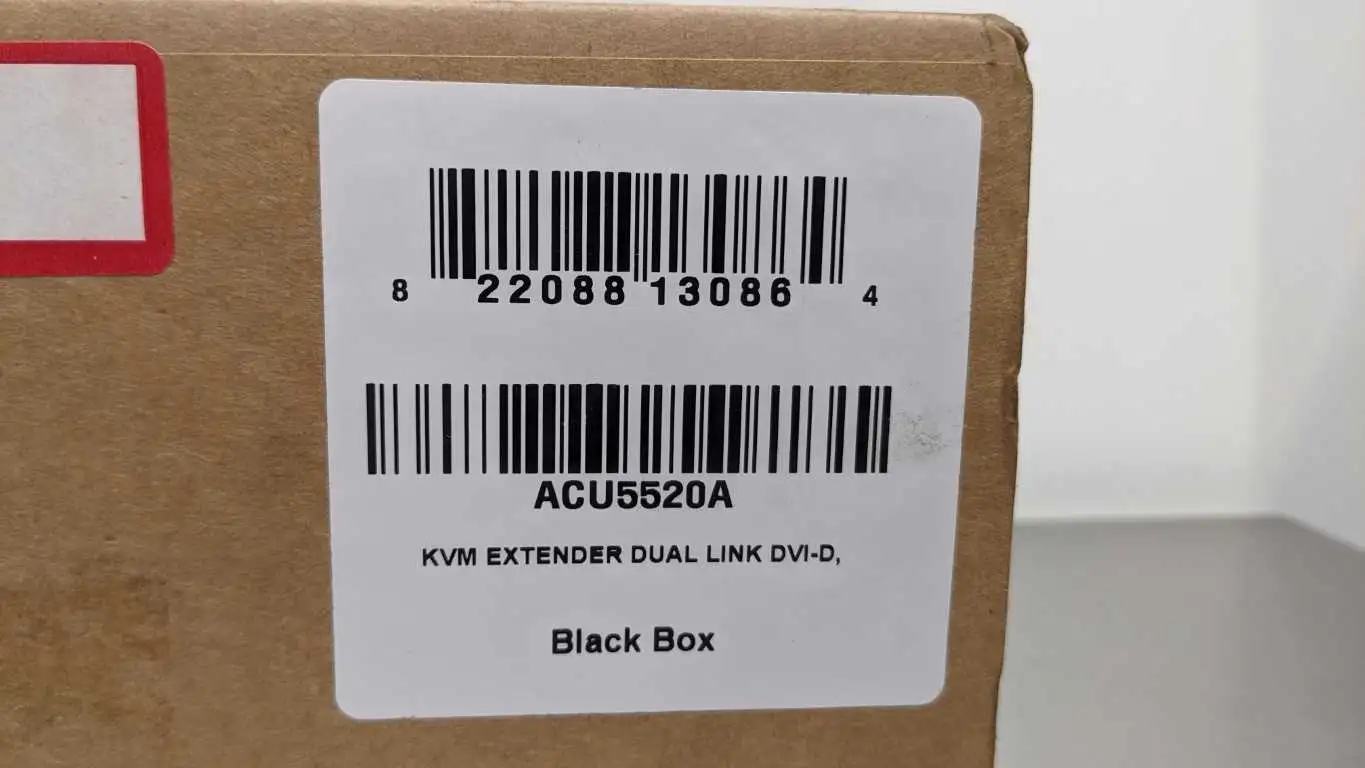 8 22088 13086 4
ACU5520A
KVM EXTENDER DUAL LINK DVI-D,
Black Box